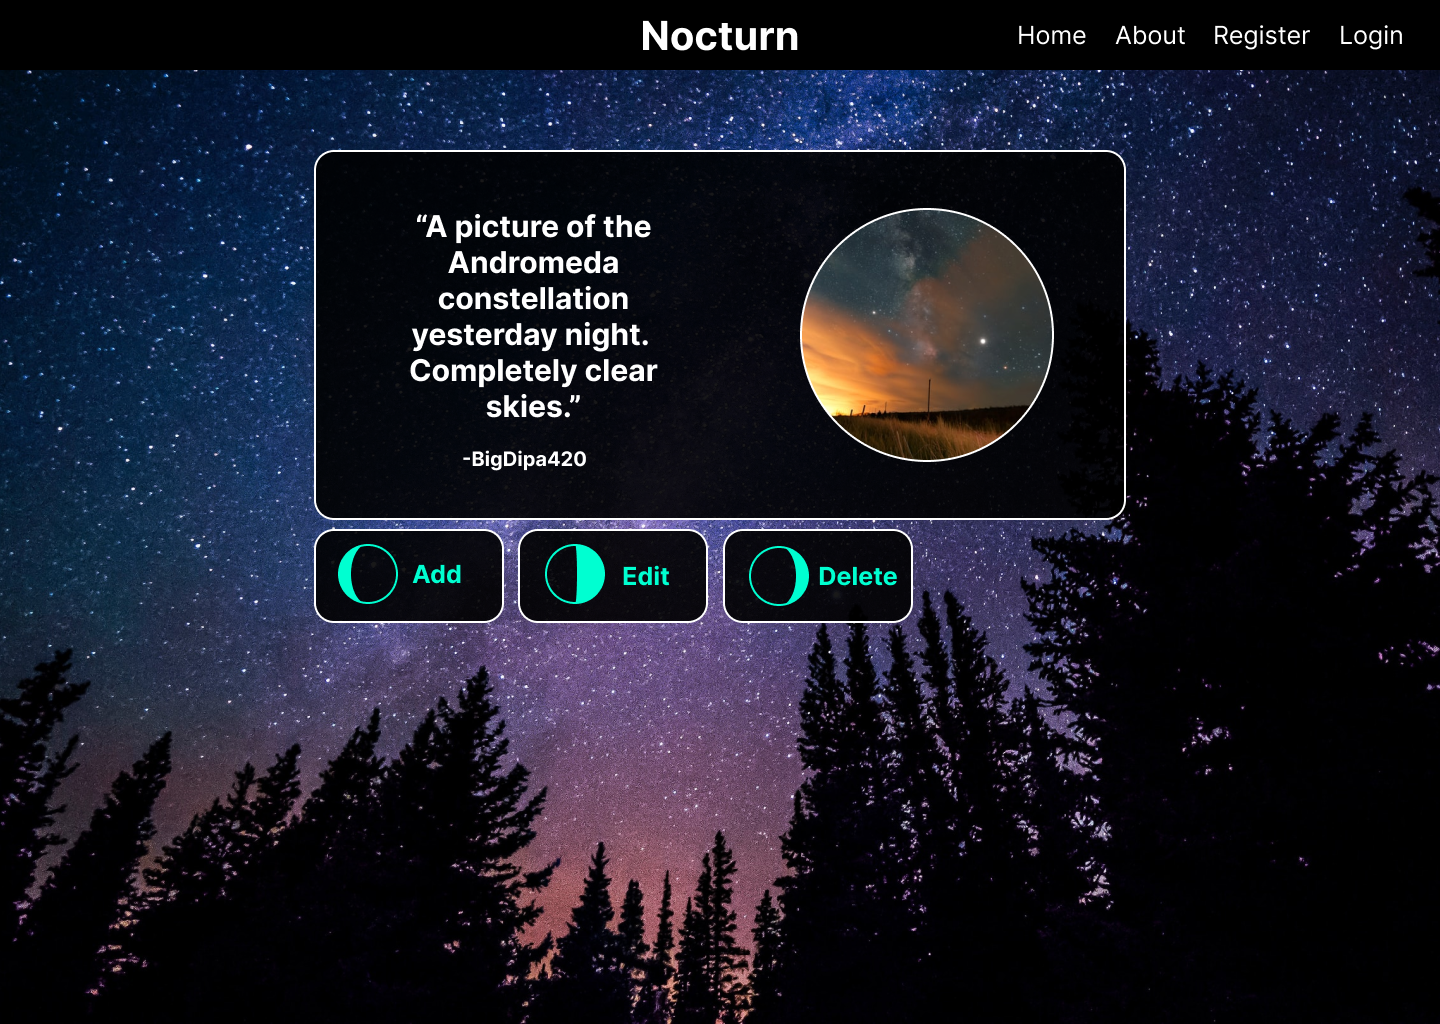 Nocturn
Home
About
Register
Login
“A picture of the
Andromeda
constellation
yesterday night.
Completely clear
skies.”
-BigDipa420
Add
Edit
Delete